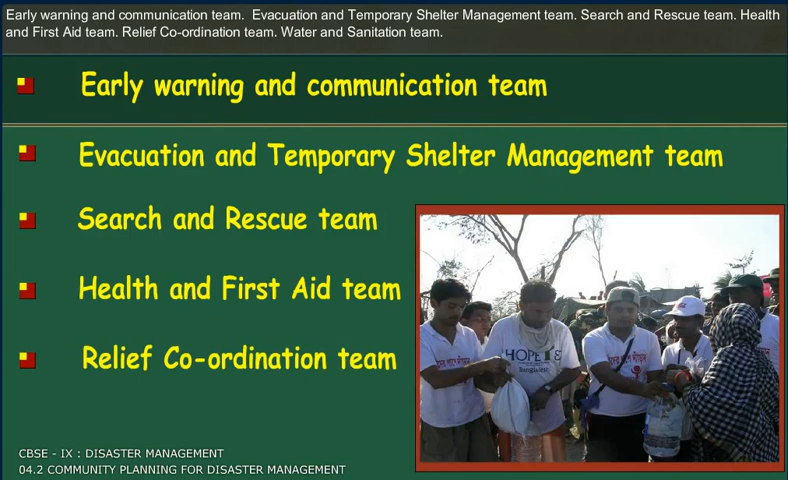 Early warning and communication team.  Evacuation and Temporary Shelter Management team. Search and Rescue team. Health
and First Aid team. Relief Co-ordination team. Water and Sanitation team.
Early warning and communication team
Evacuation and Temporary Shelter Management team
Search and Rescue team
Health and First Aid team
Relief Co-ordination team
HOPE
Bangladesh
CBSE - IX : DISASTER MANAGEMENT
04.2 COMMUNITY PLANNING FOR DISASTER MANAGEMENT